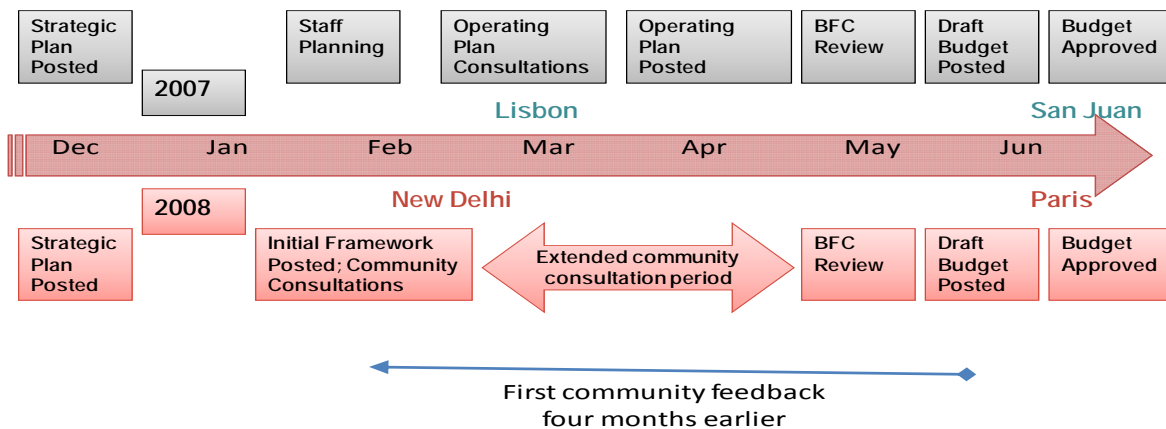 Strategic
Plan
Posted
Staff
Planning
Operating
Plan
Consultations
Operating
Plan
Posted
BFC
Review
Draft
Budget
Posted
Budget
Approved
2007
Lisbon
San Juan
Dec Jan Feb Mar Apr May Jun
New Delhi
Paris
2008
Strategic
Plan
Posted
Initial Framework
Posted; Community
Consultations
Extended community
consultation period
BFC
Review
Draft
Budget
Posted
Budget
Approved
First community feedback
four months earlier